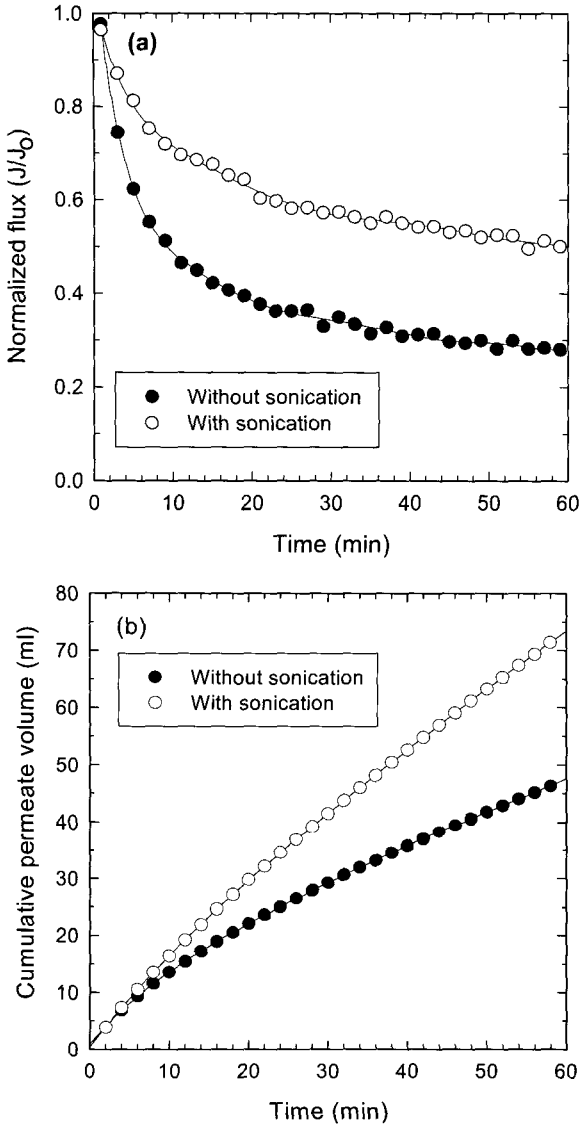 (a)
Normalized flux (J/J₀)
1.0
0.8
0.6
0.4
0.2
0.0
Without sonication
With sonication
0 10 20 30 40 50 60
Time (min)
(b)
Cumulative permeate volume (ml)
80
70
60
50
40
30
20
10
0
Without sonication
With sonication
0 10 20 30 40 50 60
Time (min)